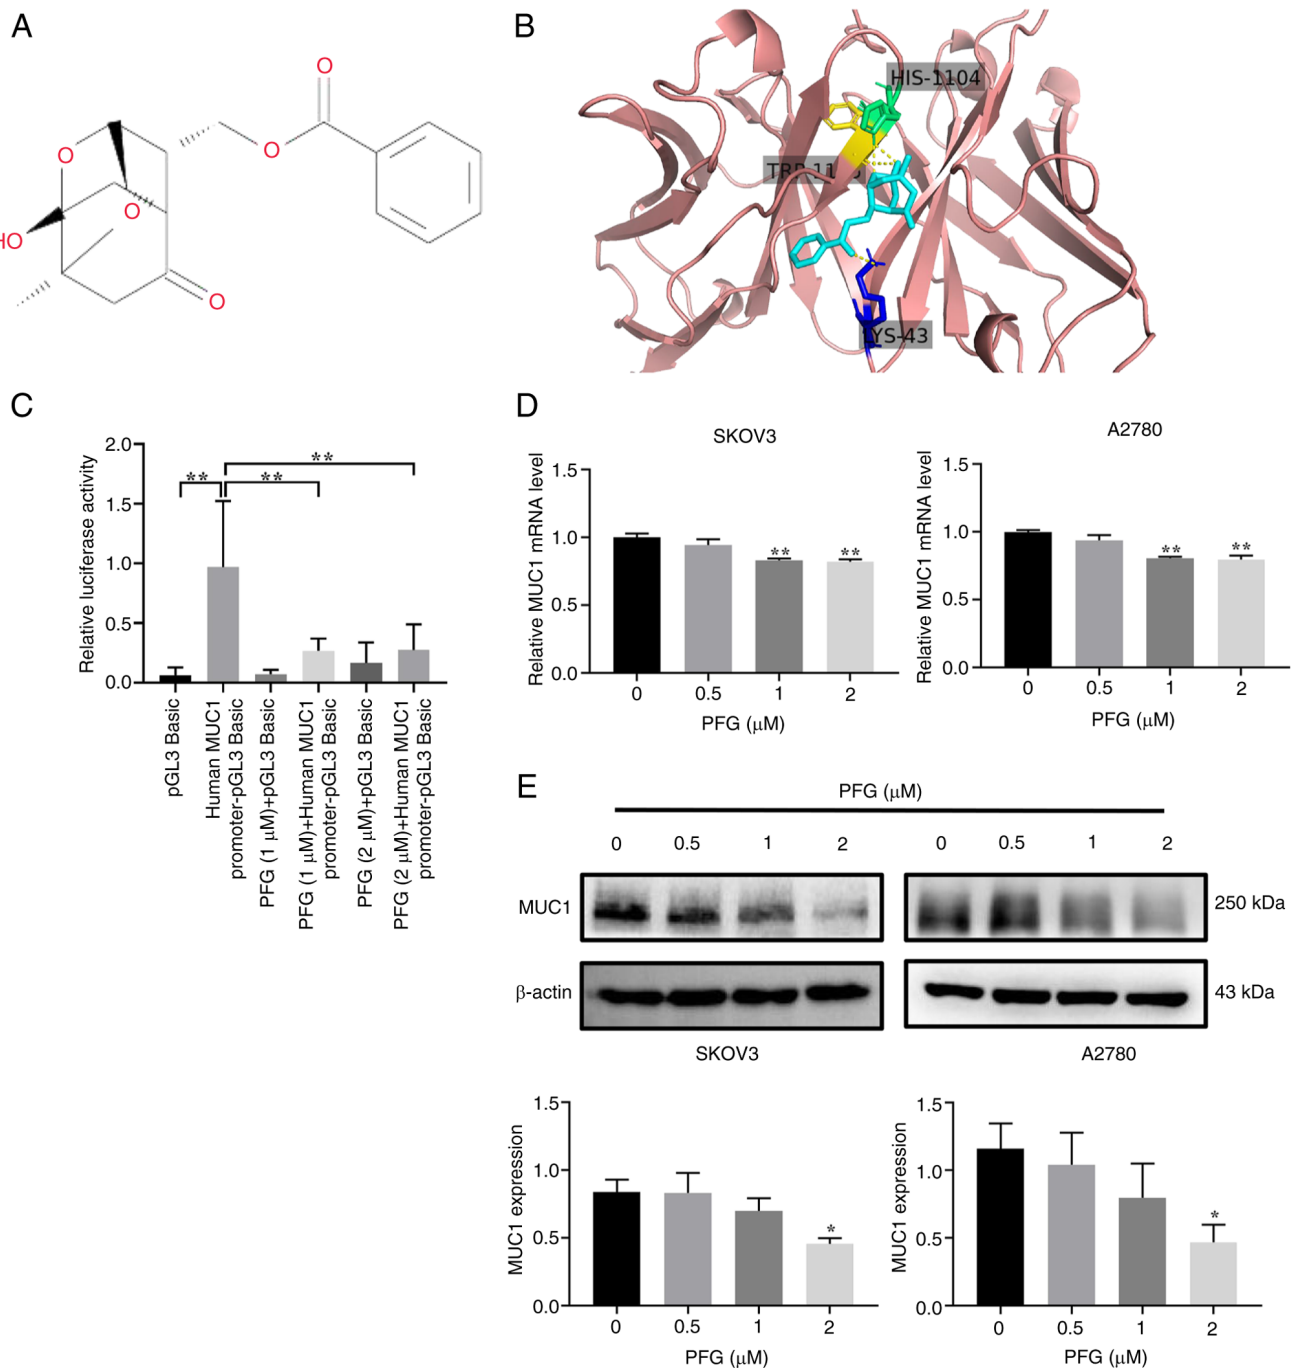 A
O
O
O
O
HO
O
B
HIS-1104
LYS-43
C
Relative luciferase activity
2.0
1.5
1.0
0.5
0.0
**
**
**
pGL3 Basic
Human MUC1
promoter-pGL3 Basic
PFG (1 μM)+pGL3 Basic
PFG (1 μM)+Human MUC1
promoter-pGL3 Basic
PFG (2 μM)+pGL3 Basic
PFG (2 μM)+Human MUC1
promoter-pGL3 Basic
D
SKOV3
Relative MUC1 mRNA level
1.5
1.0
0.5
0.0
** **
0 0.5 1 2
PFG (μM)
A2780
Relative MUC1 mRNA level
1.5
1.0
0.5
0.0
** **
0 0.5 1 2
PFG (μM)
E
PFG (μM)
0 0.5 1 2 0 0.5 1 2
MUC1 250 kDa
β-actin 43 kDa
SKOV3 A2780
MUC1 expression
1.5
1.0
0.5
0.0
*
0 0.5 1 2
PFG (μM)
MUC1 expression
1.5
1.0
0.5
0.0
*
0 0.5 1 2
PFG (μM)